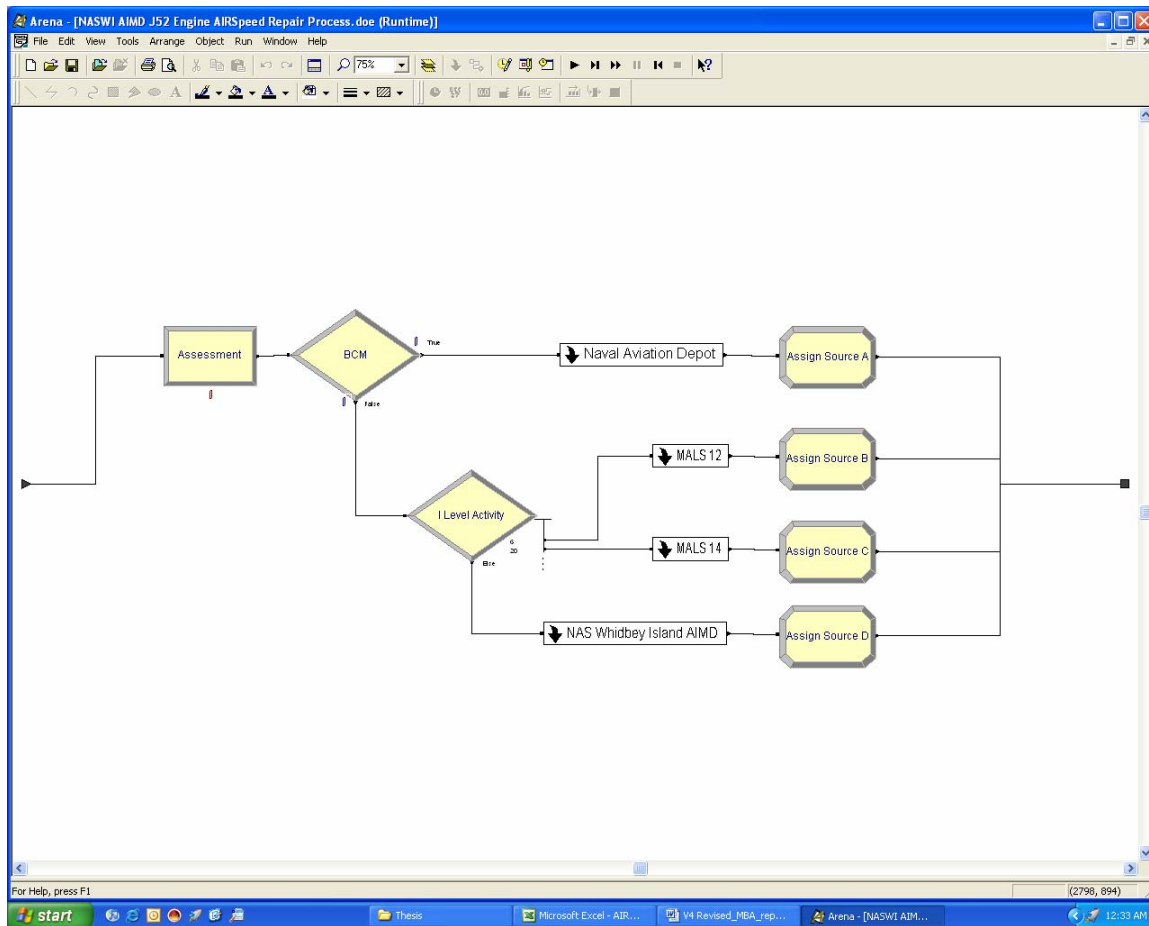 Arena - [NASWI AIMD J52 Engine AIRSpeed Repair Process.doe (Runtime)]
File Edit View Tools Arrange Object Run Window Help
75%
Assessment
BCM
True
False
Naval Aviation Depot
Assign Source A
MALS 12
Assign Source B
I Level Activity
6
20
Else
MALS 14
Assign Source C
NAS Whidbey Island AIMD
Assign Source D
For Help, press F1
(2798, 894)
start
Thesis
Microsoft Excel - AIR...
V4 Revised_MBA_rep...
Arena - [NASWI AIM...
12:33 AM